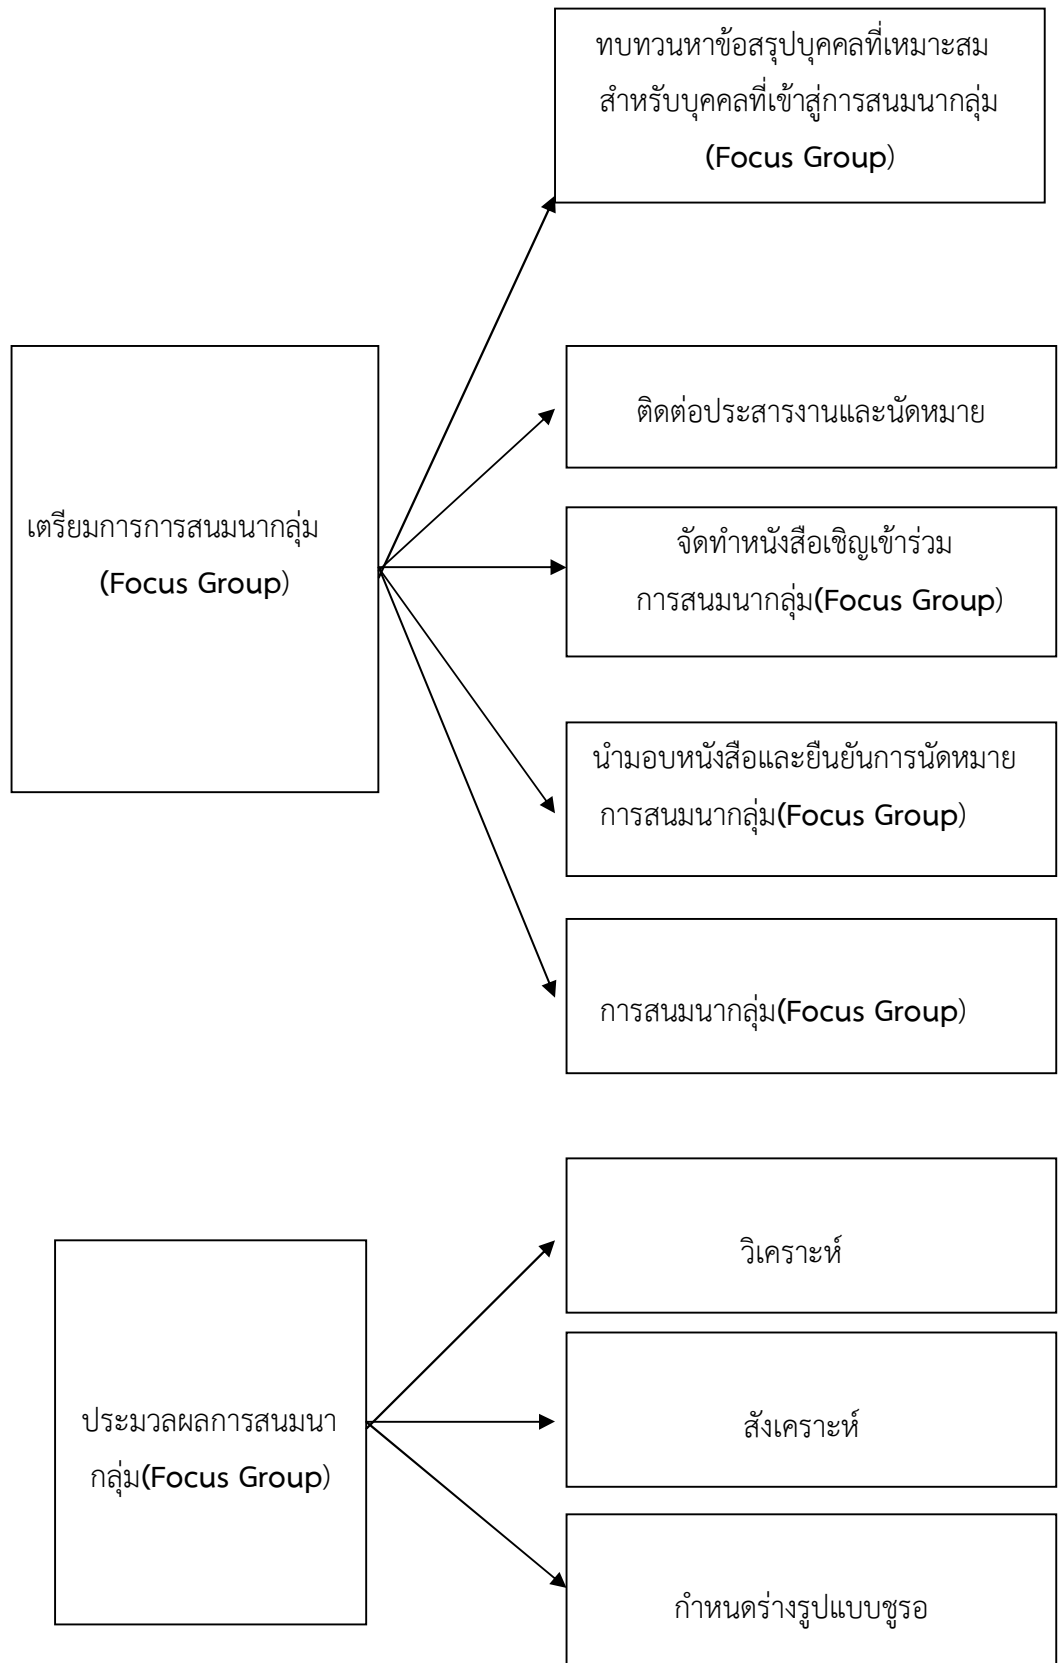 ทบทวนหาข้อสรุปบุคคลที่เหมาะสม
สำหรับบุคคลที่เข้าสู่การสนมนากลุ่ม
(Focus Group)
เตรียมการการสนมนากลุ่ม
(Focus Group)
ติดต่อประสารงานและนัดหมาย
จัดทำหนังสือเชิญเข้าร่วม
การสนมนากลุ่ม(Focus Group)
นำมอบหนังสือและยืนยันการนัดหมาย
การสนมนากลุ่ม(Focus Group)
การสนมนากลุ่ม(Focus Group)
ประมวลผลการสนมนา
กลุ่ม(Focus Group)
วิเคราะห์
สังเคราะห์
กำหนดร่างรูปแบบชูรอ